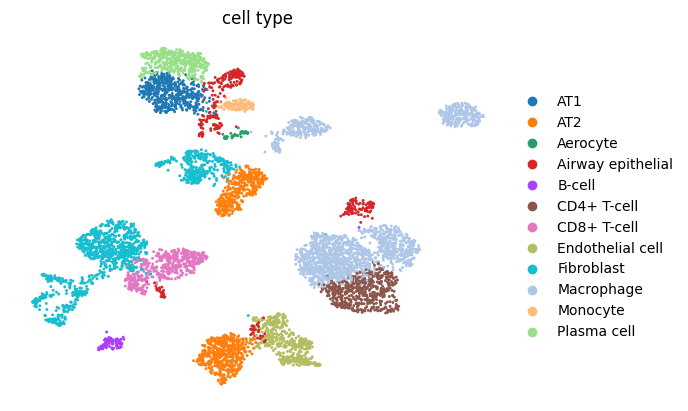 cell type
AT1
AT2
Aerocyte
Airway epithelial
B-cell
CD4+ T-cell
CD8+ T-cell
Endothelial cell
Fibroblast
Macrophage
Monocyte
Plasma cell